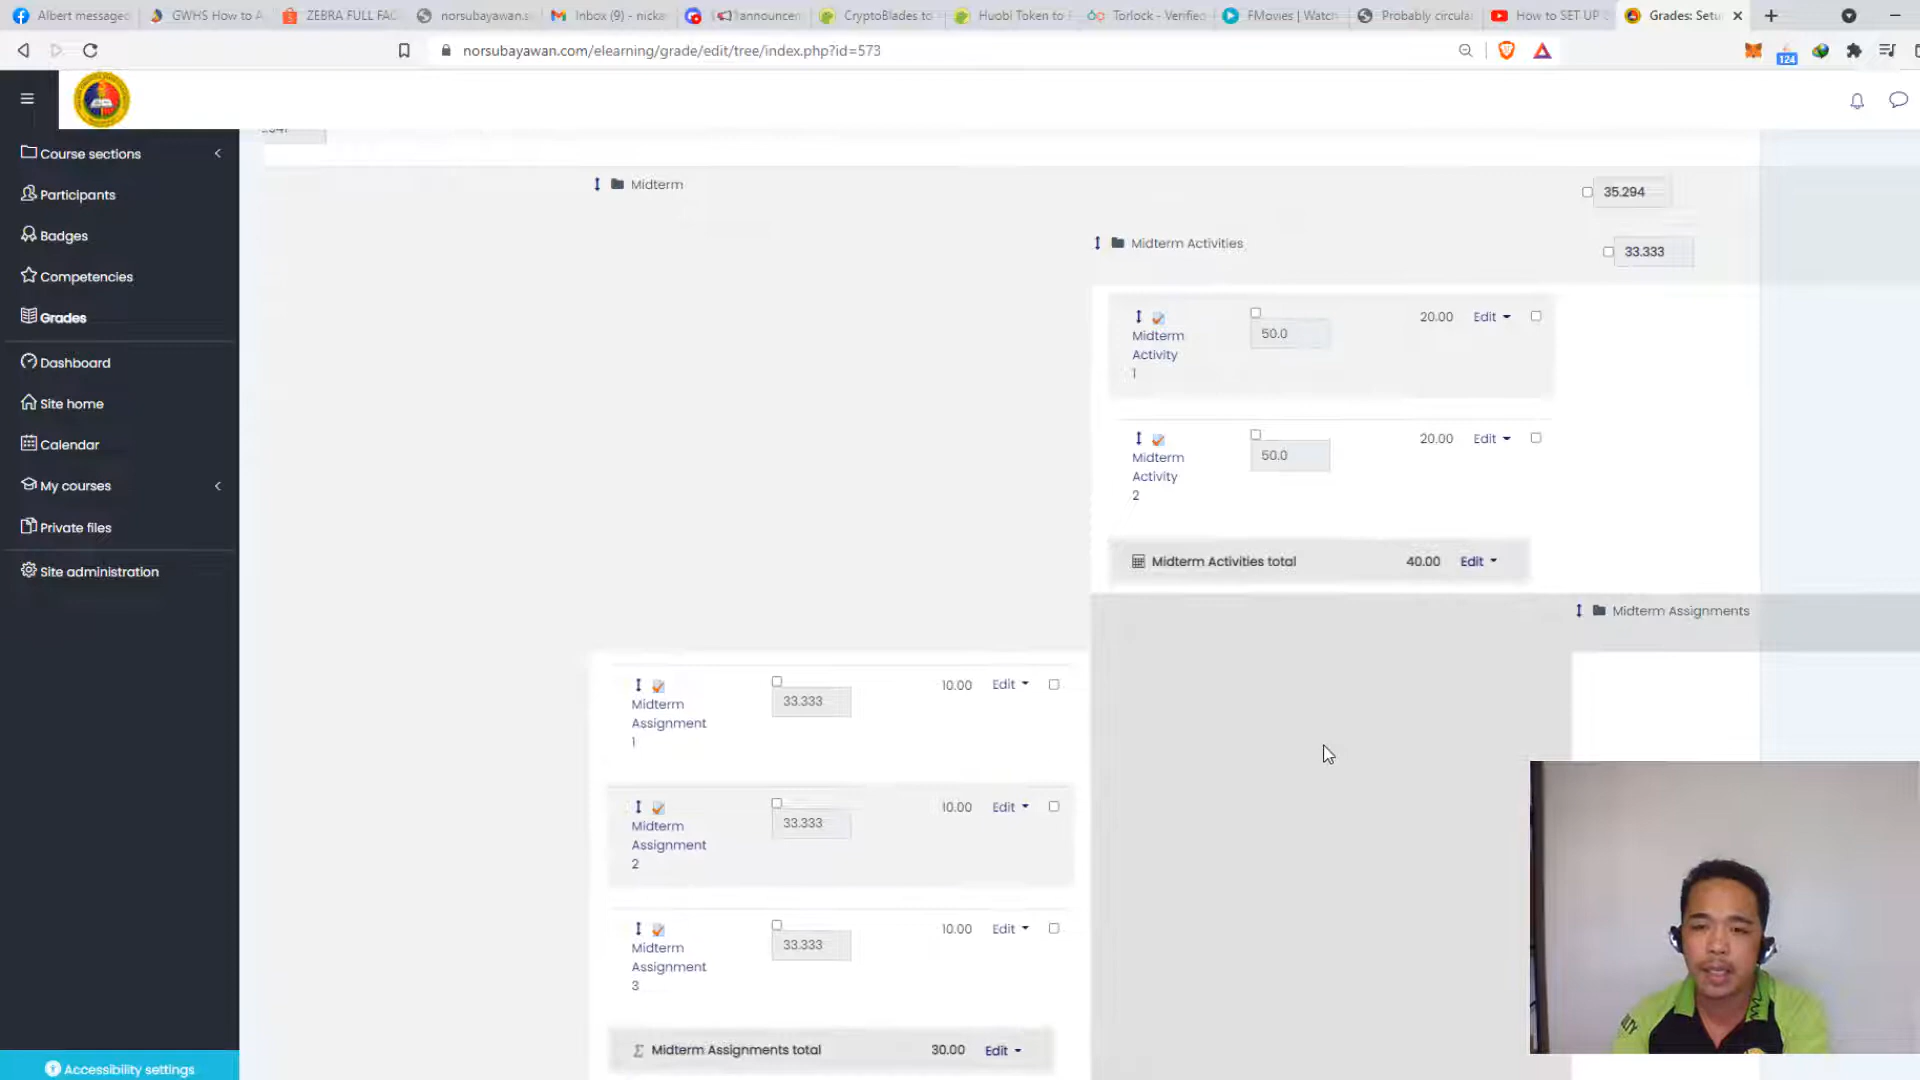 Albert message
GWHS How to A
ZEBRA FULL FAC
norsubayawan.s
Inbox (9) - nicka
announcem
CryptoBlades to
Huobi Token to
Torlock - Verified
FMovies | Watch
Probably circular
How to SET UP
Grades: Setu
norsubayawan.com/elearning/grade/edit/tree/index.php?id=573
124
Course sections
Midterm
35.294
Participants
Badges
Midterm Activities
33.333
Competencies
Grades
Midterm Activity 1
50.0
20.00
Edit
Dashboard
Site home
Calendar
Midterm Activity 2
50.0
20.00
Edit
My courses
Private files
Midterm Activities total
40.00
Edit
Site administration
Midterm Assignments
Midterm Assignment 1
33.333
10.00
Edit
Midterm Assignment 2
33.333
10.00
Edit
Midterm Assignment 3
33.333
10.00
Edit
Midterm Assignments total
30.00
Edit
Accessibility settings